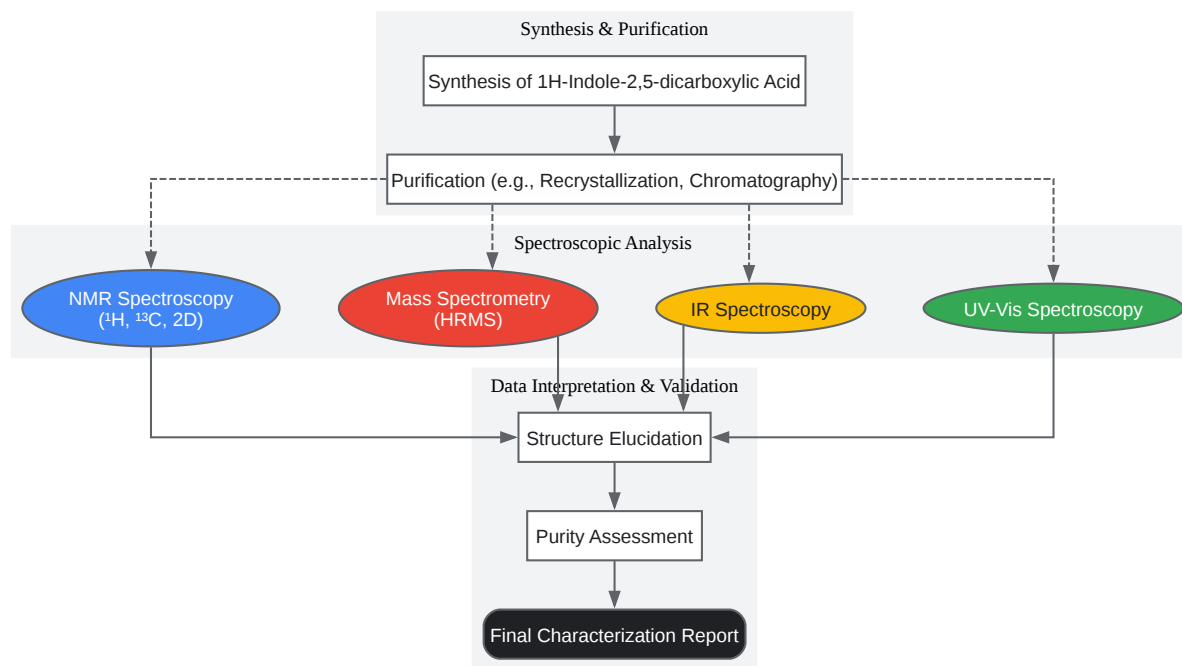 Synthesis & Purification
Synthesis of 1H-Indole-2,5-dicarboxylic Acid
Purification (e.g., Recrystallization, Chromatography)
Spectroscopic Analysis
NMR Spectroscopy
(¹H, ¹³C, 2D)
Mass Spectrometry
(HRMS)
IR Spectroscopy
UV-Vis Spectroscopy
Data Interpretation & Validation
Structure Elucidation
Purity Assessment
Final Characterization Report